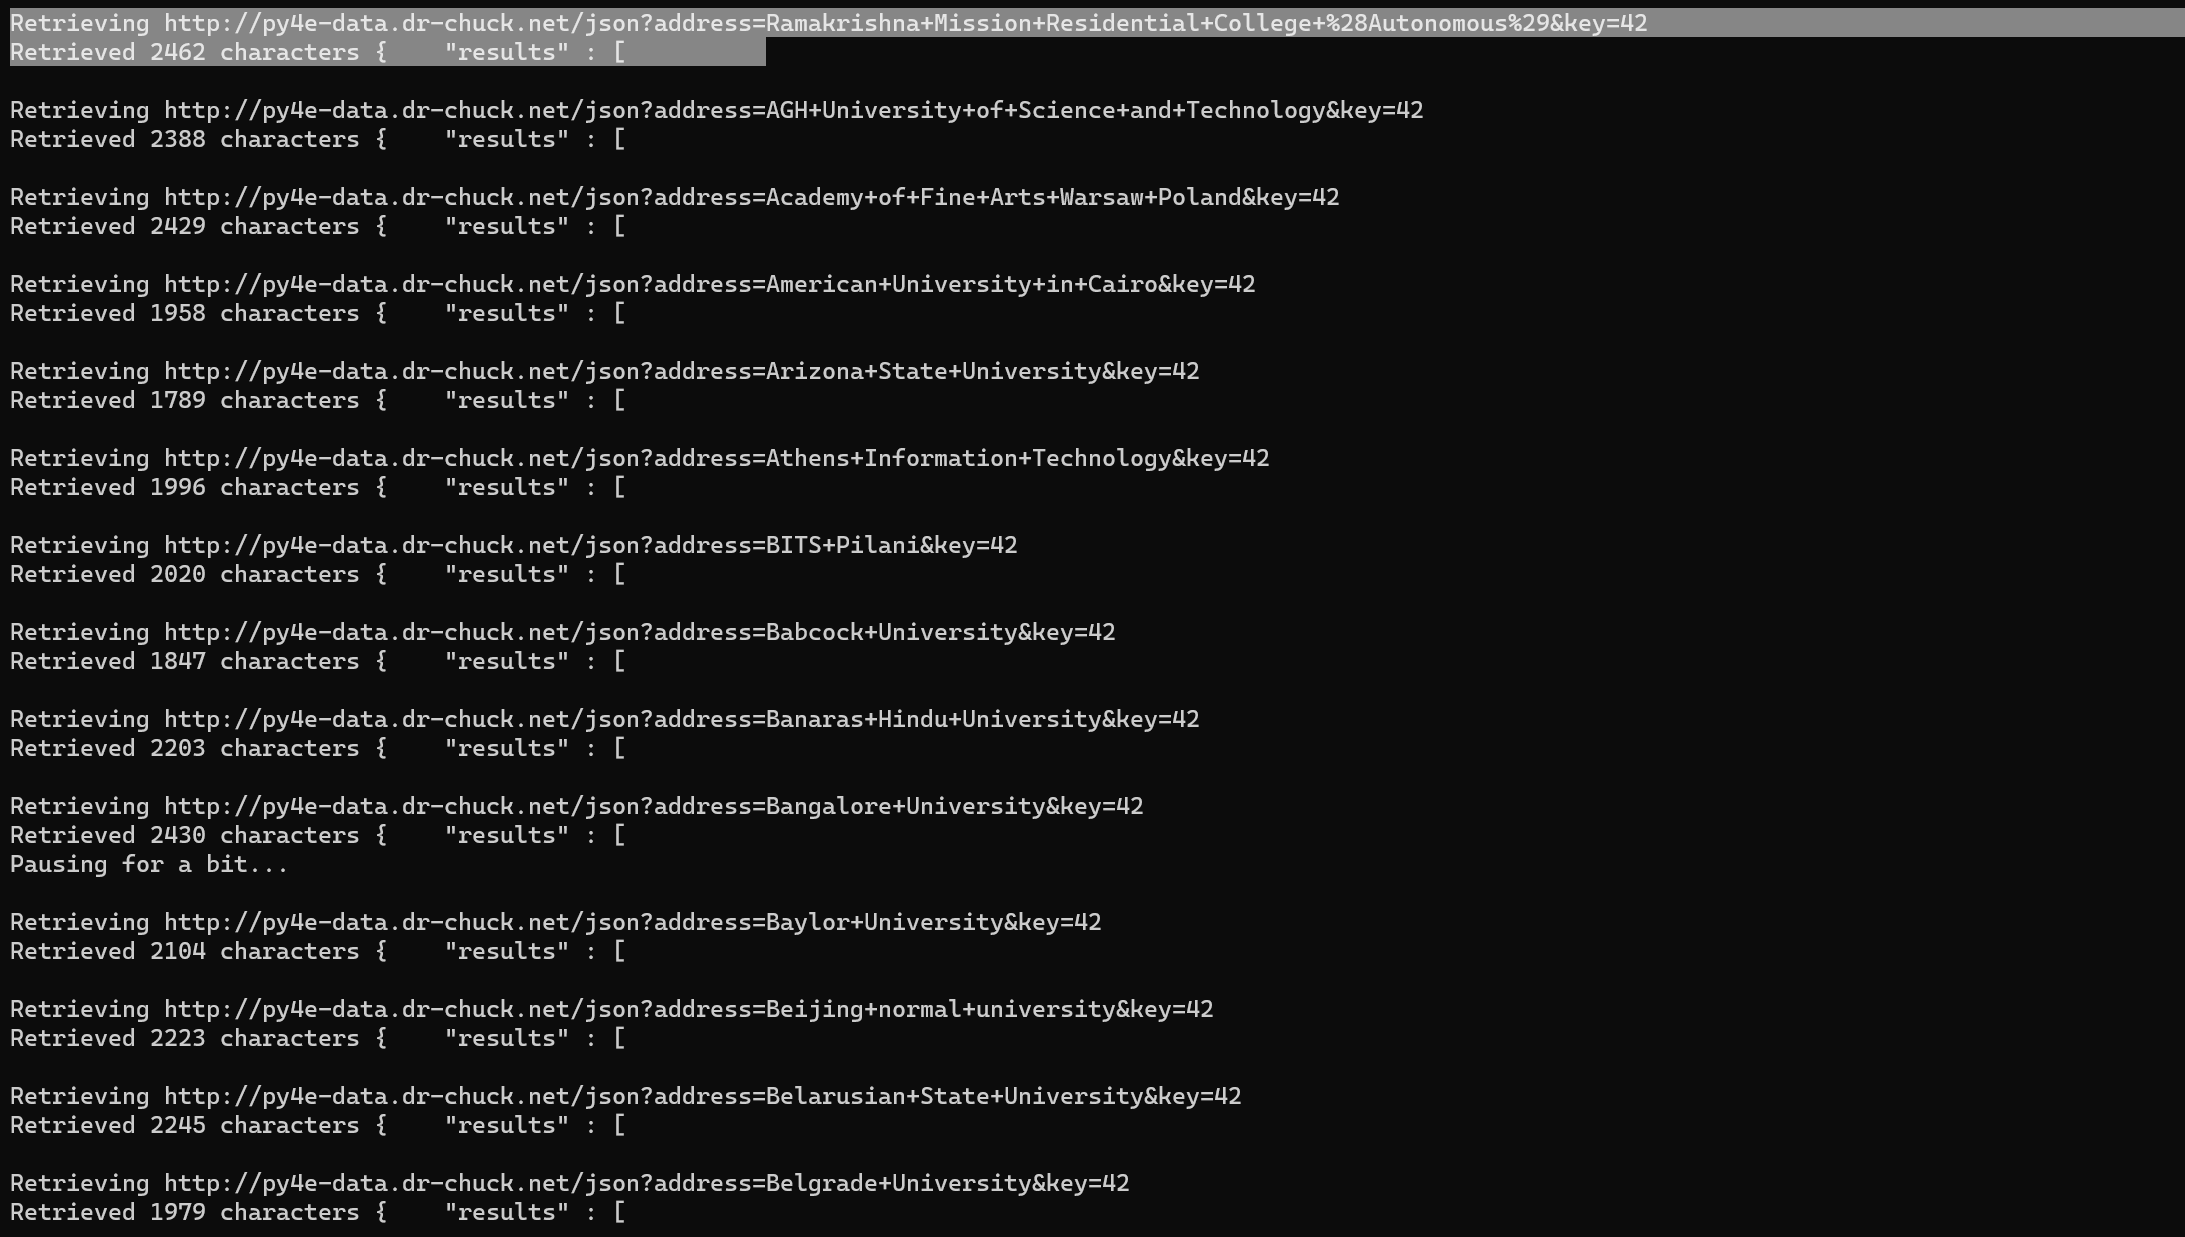 Retrieving http://py4e-data.dr-chuck.net/json?address=Ramakrishna+Mission+Residential+College+%28Autonomous%29&key=42
Retrieved 2462 characters {    "results" : [
Retrieving http://py4e-data.dr-chuck.net/json?address=AGH+University+of+Science+and+Technology&key=42
Retrieved 2388 characters {    "results" : [
Retrieving http://py4e-data.dr-chuck.net/json?address=Academy+of+Fine+Arts+Warsaw+Poland&key=42
Retrieved 2429 characters {    "results" : [
Retrieving http://py4e-data.dr-chuck.net/json?address=American+University+in+Cairo&key=42
Retrieved 1958 characters {    "results" : [
Retrieving http://py4e-data.dr-chuck.net/json?address=Arizona+State+University&key=42
Retrieved 1789 characters {    "results" : [
Retrieving http://py4e-data.dr-chuck.net/json?address=Athens+Information+Technology&key=42
Retrieved 1996 characters {    "results" : [
Retrieving http://py4e-data.dr-chuck.net/json?address=BITS+Pilani&key=42
Retrieved 2020 characters {    "results" : [
Retrieving http://py4e-data.dr-chuck.net/json?address=Babcock+University&key=42
Retrieved 1847 characters {    "results" : [
Retrieving http://py4e-data.dr-chuck.net/json?address=Banaras+Hindu+University&key=42
Retrieved 2203 characters {    "results" : [
Retrieving http://py4e-data.dr-chuck.net/json?address=Bangalore+University&key=42
Retrieved 2430 characters {    "results" : [
Pausing for a bit...
Retrieving http://py4e-data.dr-chuck.net/json?address=Baylor+University&key=42
Retrieved 2104 characters {    "results" : [
Retrieving http://py4e-data.dr-chuck.net/json?address=Beijing+normal+university&key=42
Retrieved 2223 characters {    "results" : [
Retrieving http://py4e-data.dr-chuck.net/json?address=Belarusian+State+University&key=42
Retrieved 2245 characters {    "results" : [
Retrieving http://py4e-data.dr-chuck.net/json?address=Belgrade+University&key=42
Retrieved 1979 characters {    "results" : [